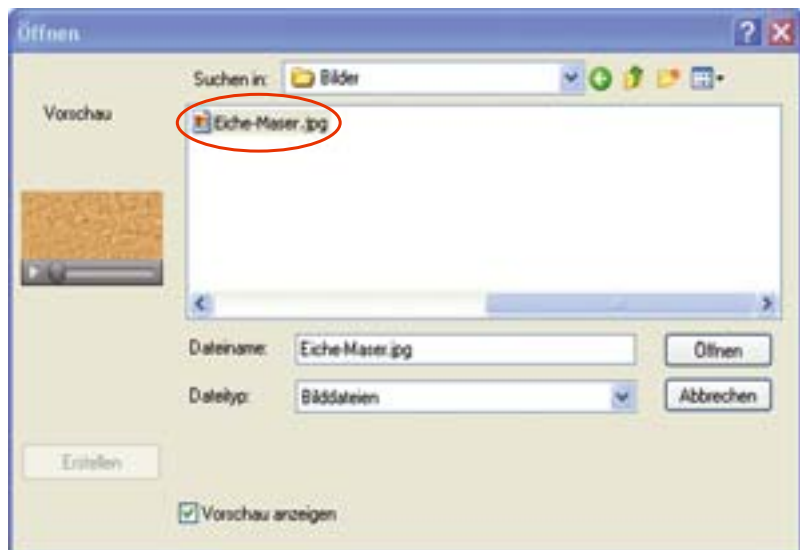 Öffnen
Suchen in: Bilder
Vorschau
Eiche-Maser.jpg
Dateiname: Eiche-Maser.jpg Öffnen
Dateityp: Bilddateien Abbrechen
Erstellen
Vorschau anzeigen